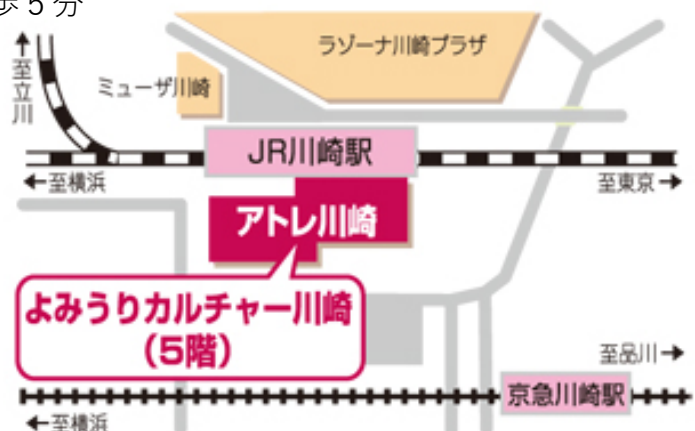 歩5分
ラゾーナ川崎プラザ
↑至立川
ミューザ川崎
JR川崎駅
←至横浜
至東京→
アトレ川崎
よみうりカルチャー川崎
(5階)
至品川→
京急川崎駅
←至横浜